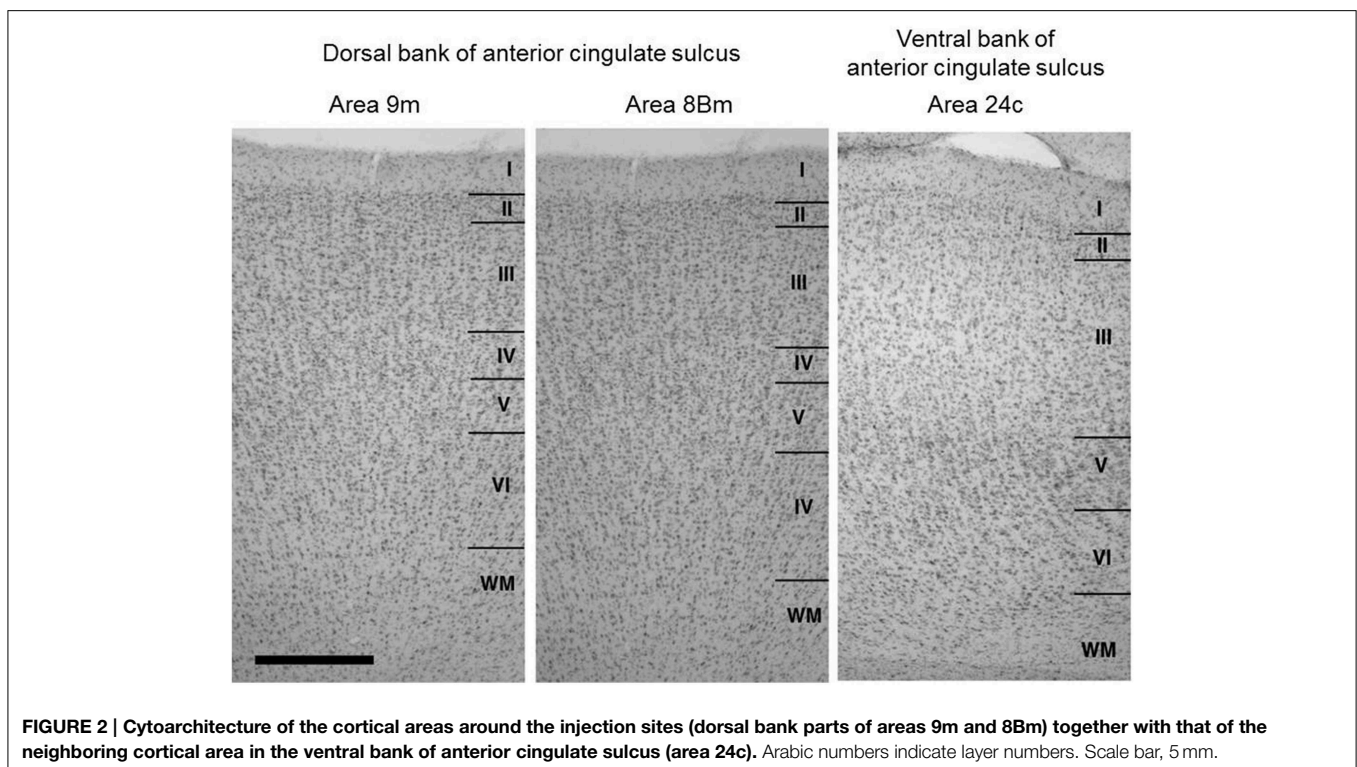 Dorsal bank of anterior cingulate sulcus
Ventral bank of
anterior cingulate sulcus
Area 9m
Area 8Bm
Area 24c
I
II
III
IV
V
VI
WM
I
II
III
IV
V
IV
WM
I
II
III
V
VI
WM
FIGURE 2 | Cytoarchitecture of the cortical areas around the injection sites (dorsal bank parts of areas 9m and 8Bm) together with that of the
neighboring cortical area in the ventral bank of anterior cingulate sulcus (area 24c). Arabic numbers indicate layer numbers. Scale bar, 5 mm.